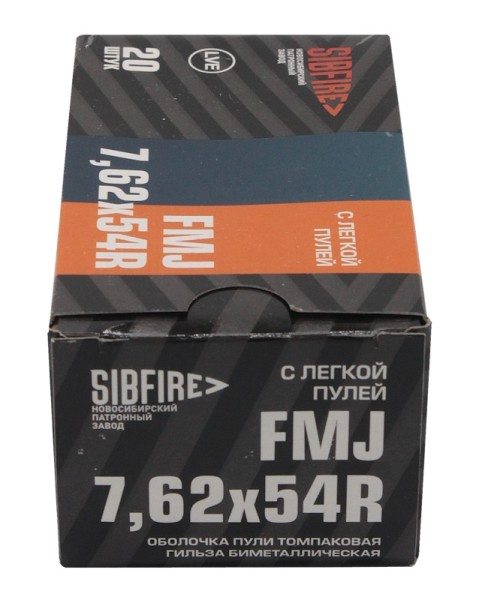 20
ШТУК
LVE
SIBFIRE>
НОВОСИБИРСКИЙ
ПАТРОННЫЙ
ЗАВОД
7,62x54R
FMJ
С ЛЕГКОЙ
ПУЛЕЙ
SIBFIRE>
НОВОСИБИРСКИЙ
ПАТРОННЫЙ
ЗАВОД
С ЛЕГКОЙ
ПУЛЕЙ
FMJ
7,62x54R
ОБОЛОЧКА ПУЛИ ТОМПАКОВАЯ
ГИЛЬЗА БИМЕТАЛЛИЧЕСКАЯ